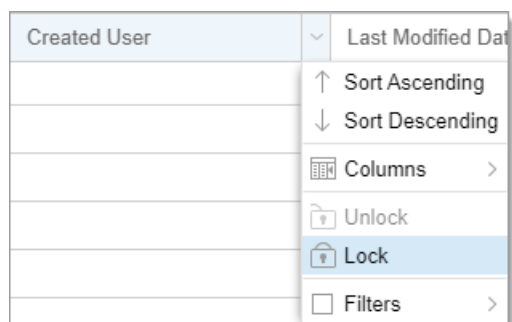 Created User
Last Modified Dat
Sort Ascending
Sort Descending
Columns
Unlock
Lock
Filters